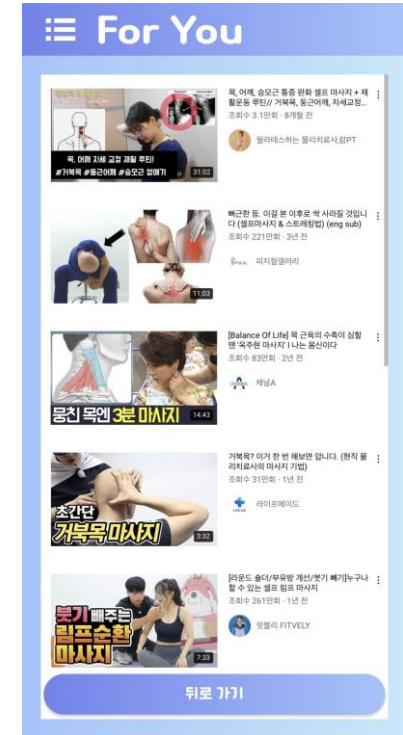 For You
목, 어깨 자세 교정 재활 루틴!
#거북목 #둥근어깨 #승모근 없애기
31:02
목, 어깨, 승모근 통증 완화 셀프 마사지 + 재
활운동 루틴// 거북목, 둥근어깨, 자세교정...
조회수 3.1만회 · 8개월 전
필라테스하는 물리치료사,람PT
11:03
뻐근한 등. 이걸 본 이후로 싹 사라질 것입니
다 (셀프마사지 & 스트레칭법) (eng sub)
조회수 221만회 · 3년 전
피지컬갤러리
뭉친 목엔 3분 마사지
14:43
[Balance Of Life] 목 근육의 수축이 심할
땐 '옥주현 마사지' I 나는 몸신이다
조회수 83만회 · 2년 전
채널A
초간단
거북목 마사지
3:32
거북목? 이거 한 번 해보면 압니다. (현직 물
리치료사의 마사지 기법)
조회수 31만회 · 1년 전
라이프에이드
붓기 빼주는
림프순환
마사지
7:33
[라운드 숄더/부유방 개선/붓기 빼기]누구나
할 수 있는 셀프 림프 마사지
조회수 261만회 · 1년 전
핏블리 FITVELY
뒤로 가기